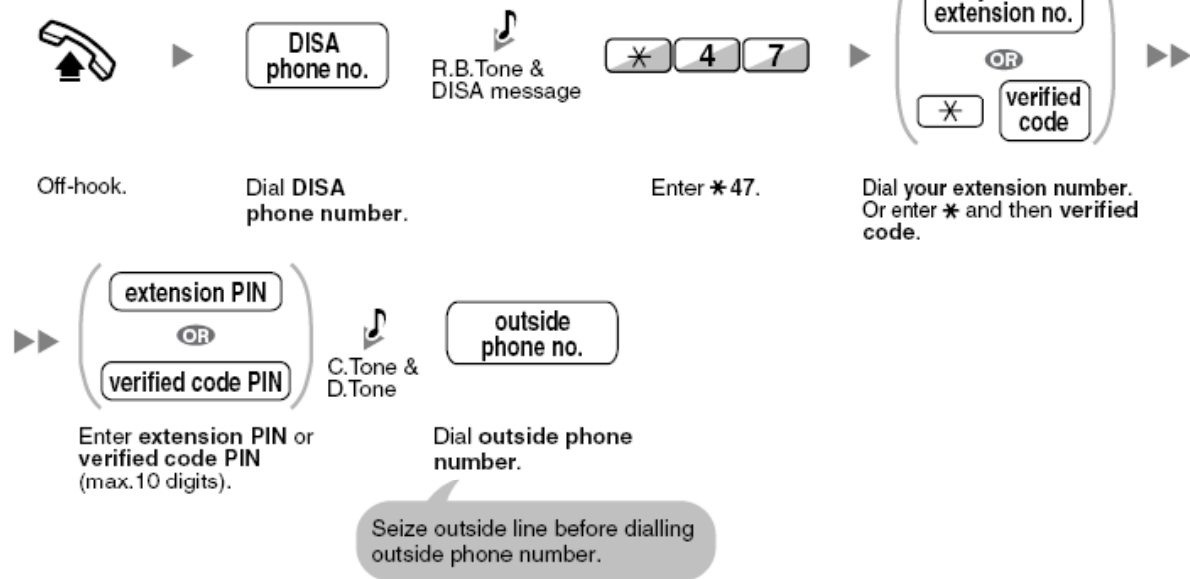 extension no.
DISA
phone no.
R.B.Tone &
DISA message
* 4 7
OR
* verified
code
Off-hook.
Dial DISA
phone number.
Enter *47.
Dial your extension number.
Or enter * and then verified
code.
extension PIN
OR
verified code PIN
C.Tone &
D.Tone
outside
phone no.
Enter extension PIN or
verified code PIN
(max.10 digits).
Dial outside phone
number.
Seize outside line before dialling
outside phone number.